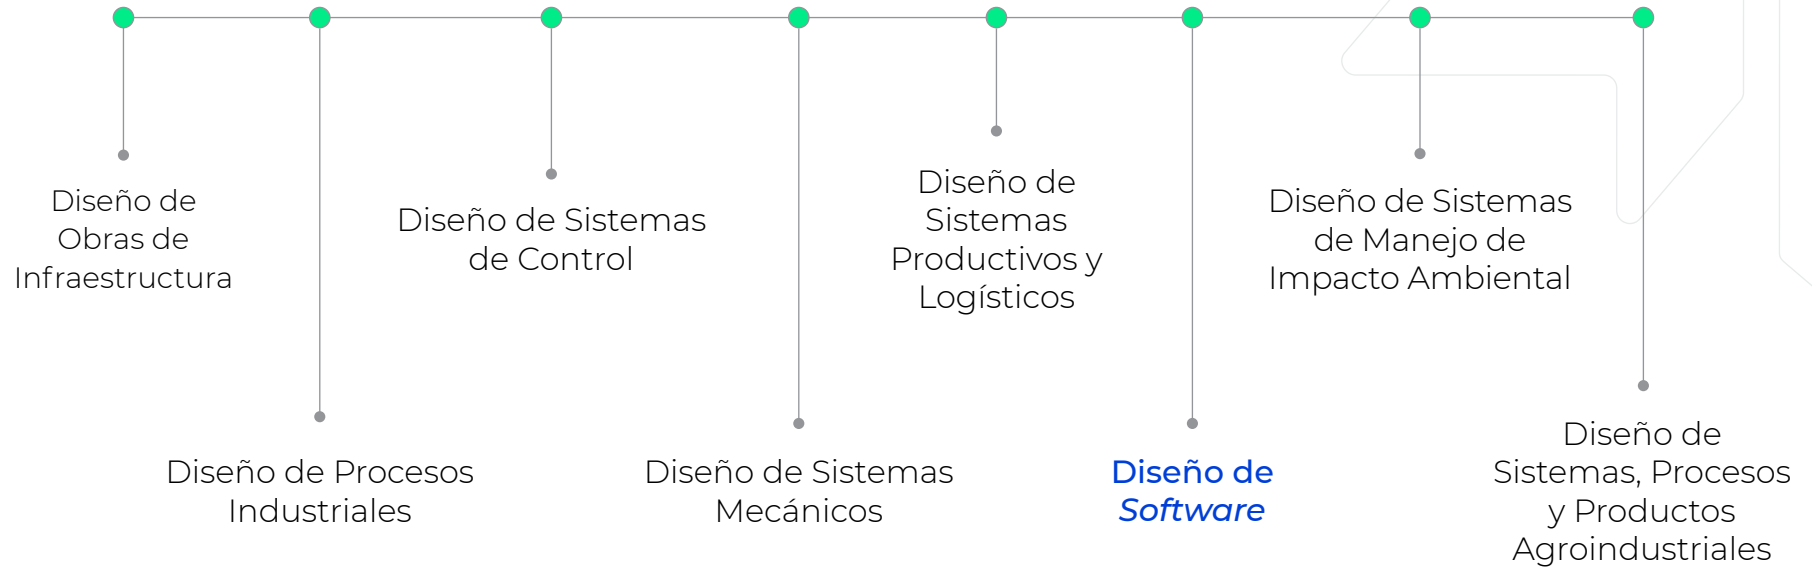 Diseño de
Obras de
Infraestructura
Diseño de Procesos
Industriales
Diseño de Sistemas
de Control
Diseño de Sistemas
Mecánicos
Diseño de
Sistemas
Productivos y
Logísticos
Diseño de
Software
Diseño de Sistemas
de Manejo de
Impacto Ambiental
Diseño de
Sistemas, Procesos
y Productos
Agroindustriales